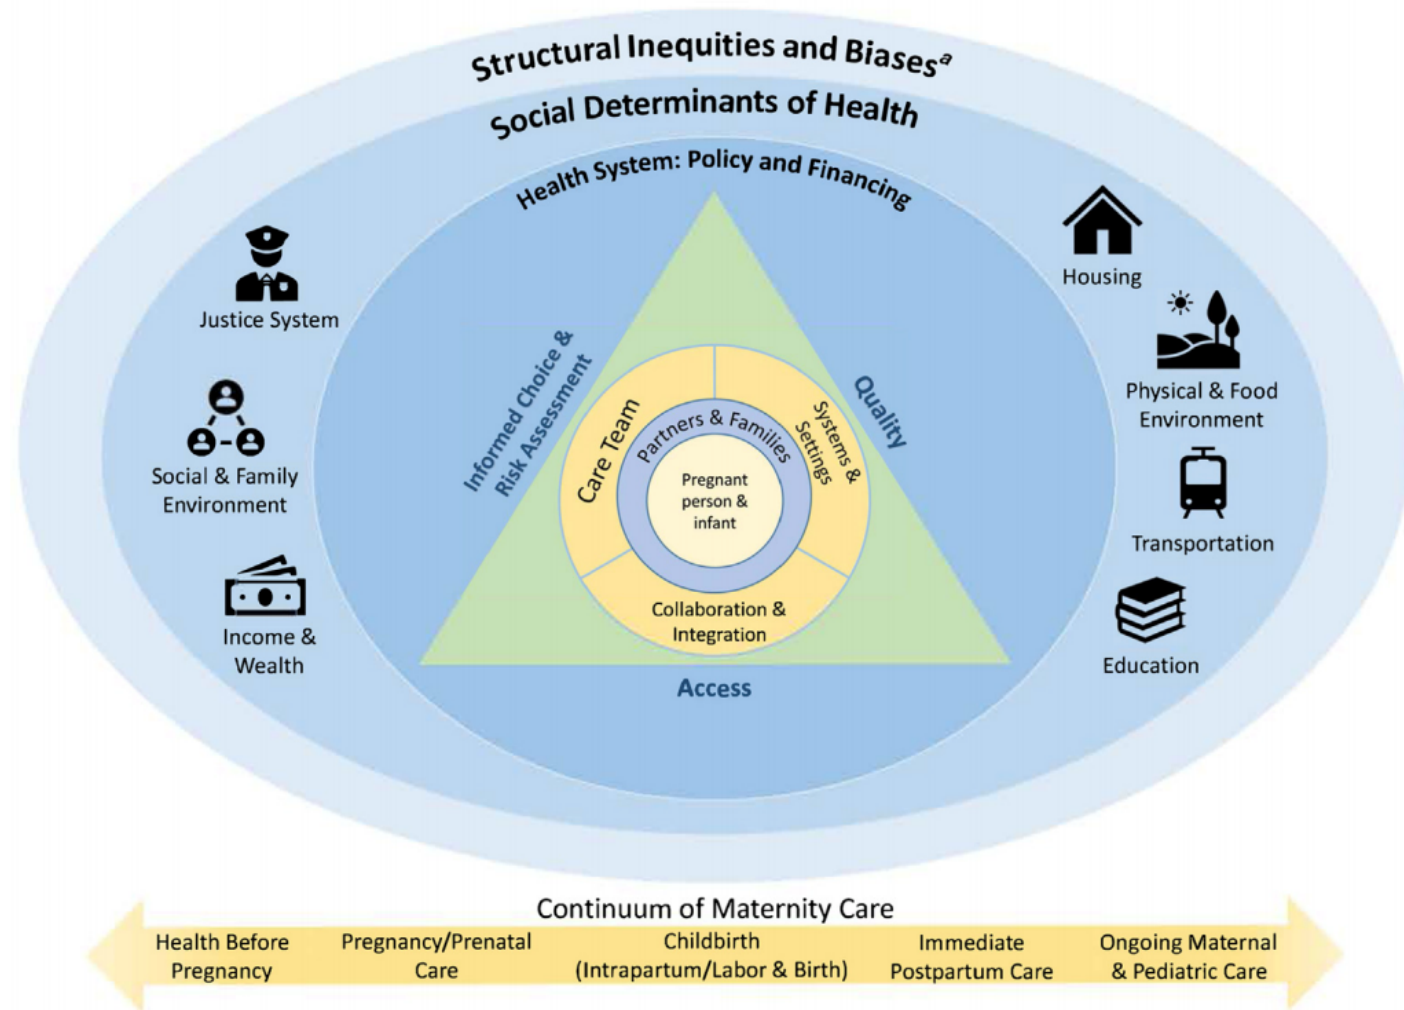 Structural Inequities and Biasesª
Social Determinants of Health
Health System: Policy and Financing
Justice System
Social & Family
Environment
Income &
Wealth
Informed Choice &
Risk Assessment
Quality
Access
Care Team
Systems &
Settings
Collaboration &
Integration
Partners & Families
Pregnant
person &
infant
Housing
Physical & Food
Environment
Transportation
Education
Continuum of Maternity Care
Health Before
Pregnancy
Pregnancy/Prenatal
Care
Childbirth
(Intrapartum/Labor & Birth)
Immediate
Postpartum Care
Ongoing Maternal
& Pediatric Care